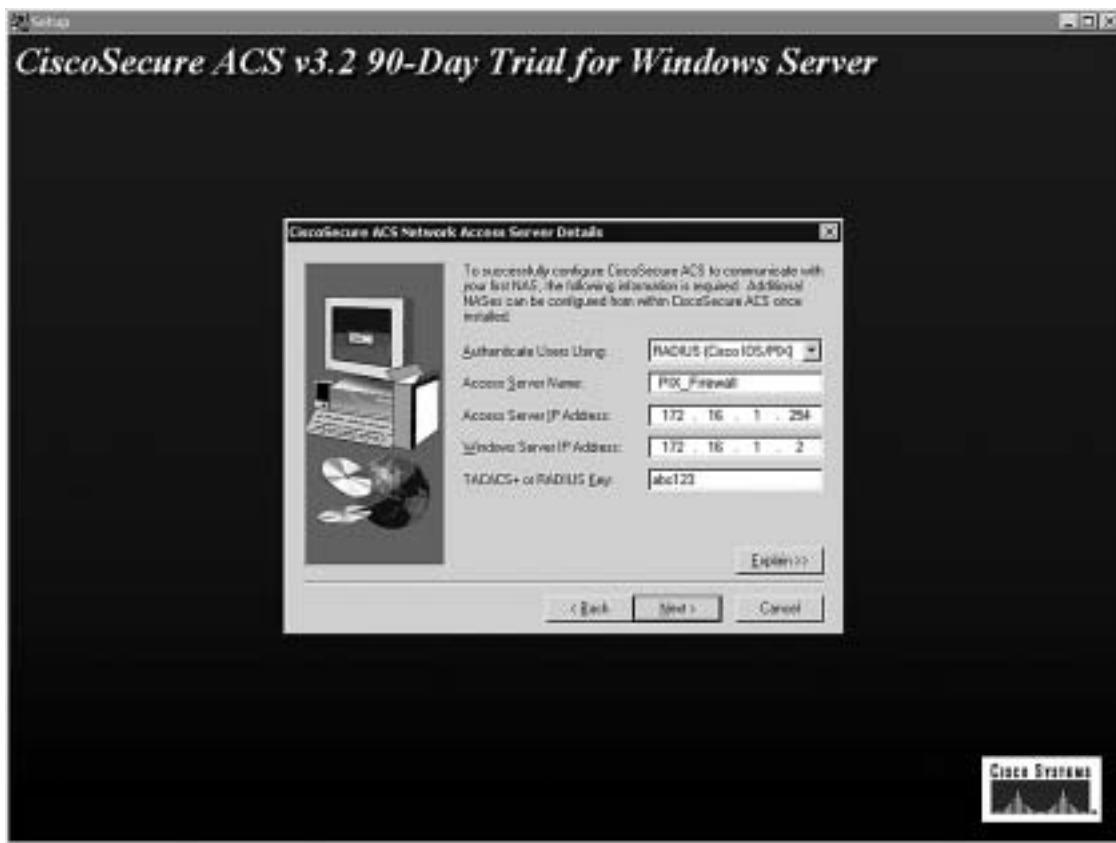 Setup
CiscoSecure ACS v3.2 90-Day Trial for Windows Server
CiscoSecure ACS Network Access Server Details
To successfully configure CiscoSecure ACS to communicate with
your first NAS, the following information is required. Additional
NASes can be configured from within CiscoSecure ACS once
installed.
Authenticate Users Using: RADIUS (Cisco IOS/PIX)
Access Server Name: PIX_Firewall
Access Server IP Address: 172 . 16 . 1 . 254
Windows Server IP Address: 172 . 16 . 1 . 2
TACACS+ or RADIUS Key: abc123
Explain >>
< Back Next > Cancel
CISCO SYSTEMS